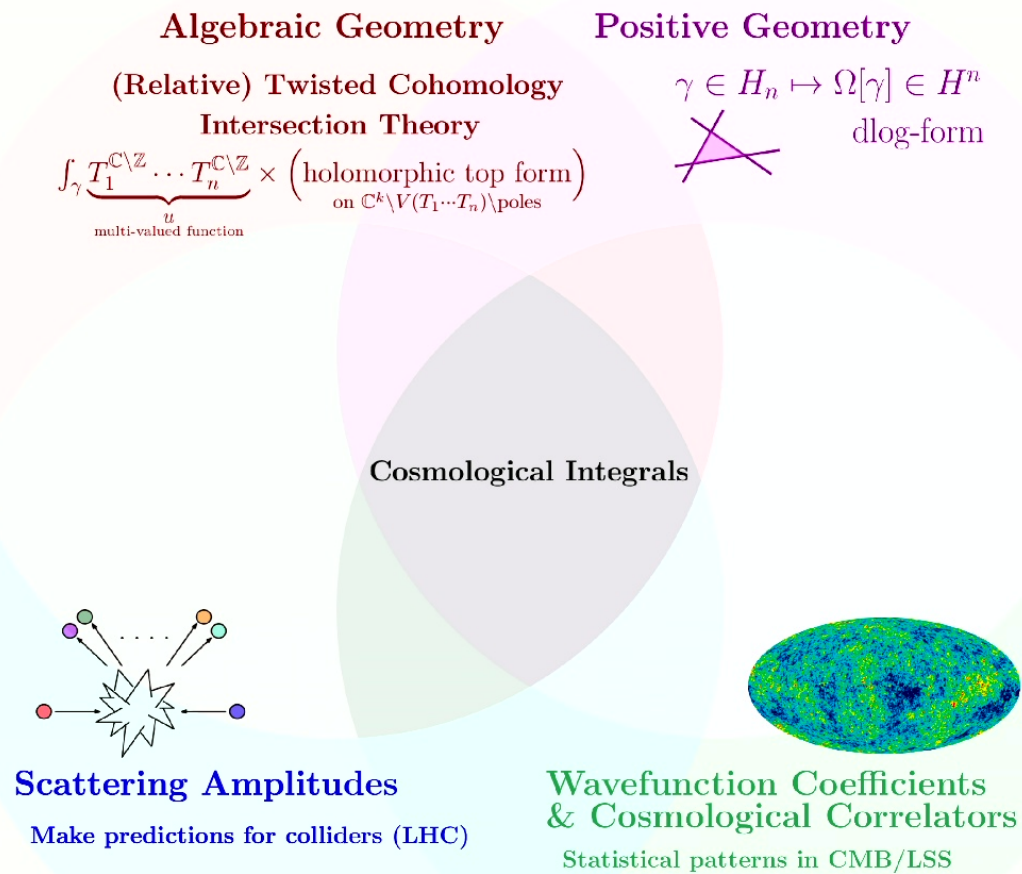 Algebraic Geometry
(Relative) Twisted Cohomology
Intersection Theory
∫_γ T_1^{ℂ\ℤ} ··· T_n^{ℂ\ℤ} × (holomorphic top form)
on ℂ^k\V(T_1···T_n)\poles
u
multi-valued function
Positive Geometry
γ ∈ H_n ↦ Ω[γ] ∈ H^n
dlog-form
Cosmological Integrals
. . . .
Scattering Amplitudes
Make predictions for colliders (LHC)
Wavefunction Coefficients
& Cosmological Correlators
Statistical patterns in CMB/LSS